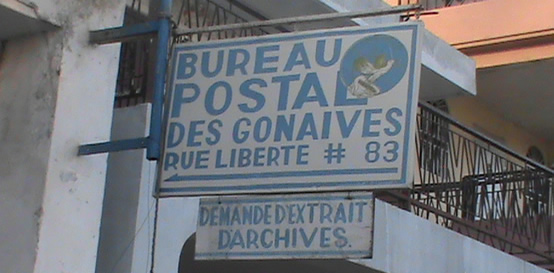 BUREAU
POSTAL
DES GONAIVES
RUE LIBERTE # 83
DEMANDE D'EXTRAIT
D'ARCHIVES.